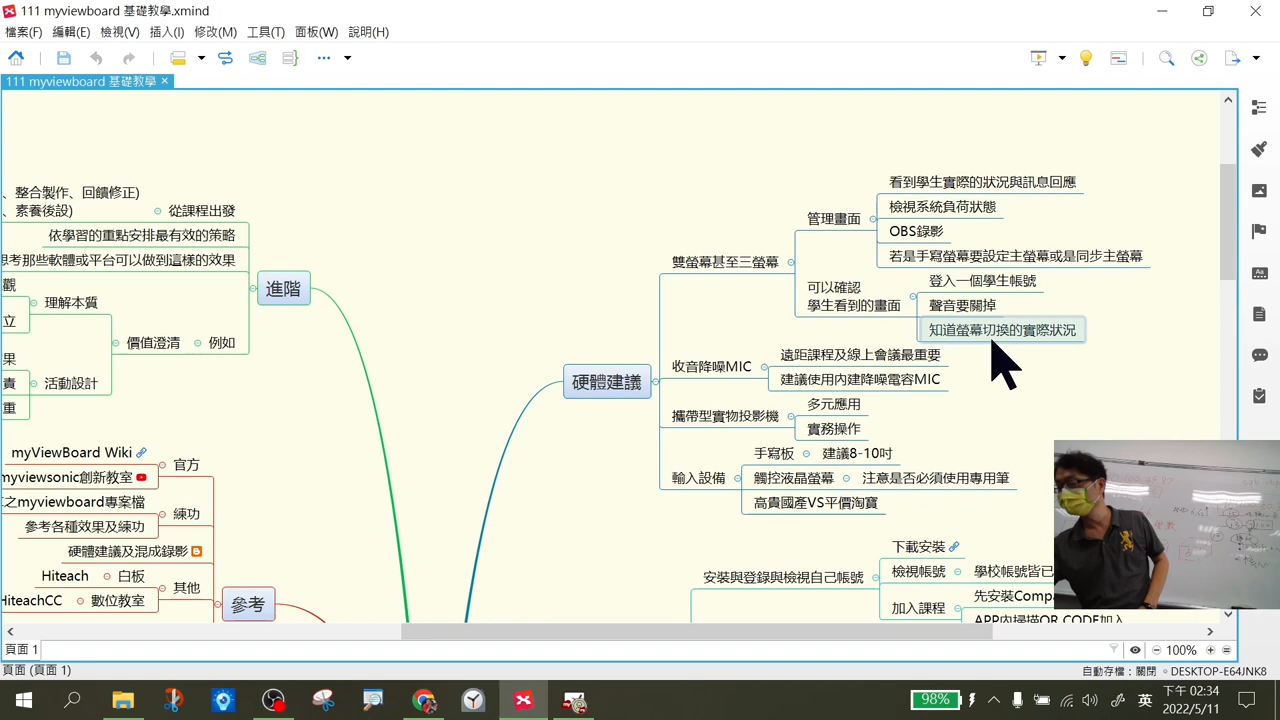 111 myviewboard 基礎教學.xmind
檔案(F) 編輯(E) 檢視(V) 插入(I) 修改(M) 工具(T) 面板(W) 說明(H)
111 myviewboard 基礎教學
、整合製作、回饋修正)
、素養後設)
從課程出發
依學習的重點安排最有效的策略
思考那些軟體或平台可以做到這樣的效果
進階
觀
理解本質
立
價值澄清
例如
果
責
活動設計
重
myViewBoard Wiki
官方
myviewsonic創新教室
之myviewboard專案檔
練功
參考各種效果及練功
硬體建議及混成錄影
Hiteach
白板
其他
HiteachCC
數位教室
參考
硬體建議
雙螢幕甚至三螢幕
管理畫面
看到學生實際的狀況與訊息回應
檢視系統負荷狀態
OBS錄影
若是手寫螢幕要設定主螢幕或是同步主螢幕
可以確認
學生看到的畫面
登入一個學生帳號
聲音要關掉
知道螢幕切換的實際狀況
收音降噪MIC
遠距課程及線上會議最重要
建議使用內建降噪電容MIC
攜帶型實物投影機
多元應用
實務操作
輸入設備
手寫板
建議8-10吋
觸控液晶螢幕
注意是否必須使用專用筆
高貴國產VS平價淘寶
安裝與登錄與檢視自己帳號
下載安裝
檢視帳號
學校帳號皆已
加入課程
先安裝Compa
APP內掃描QR CODE加入
頁面 1
100%
頁面 (頁面 1)
自動存檔：關閉
DESKTOP-E64JNK8
98%
英
下午 02:34
2022/5/11